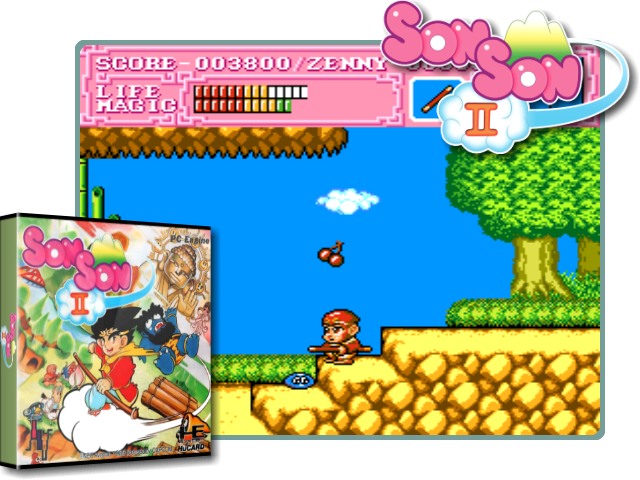 SON
SON
II
SCORE-003800/ZENNY
LIFE
MAGIC
PC Engine
SON
SON
II
HuCARD